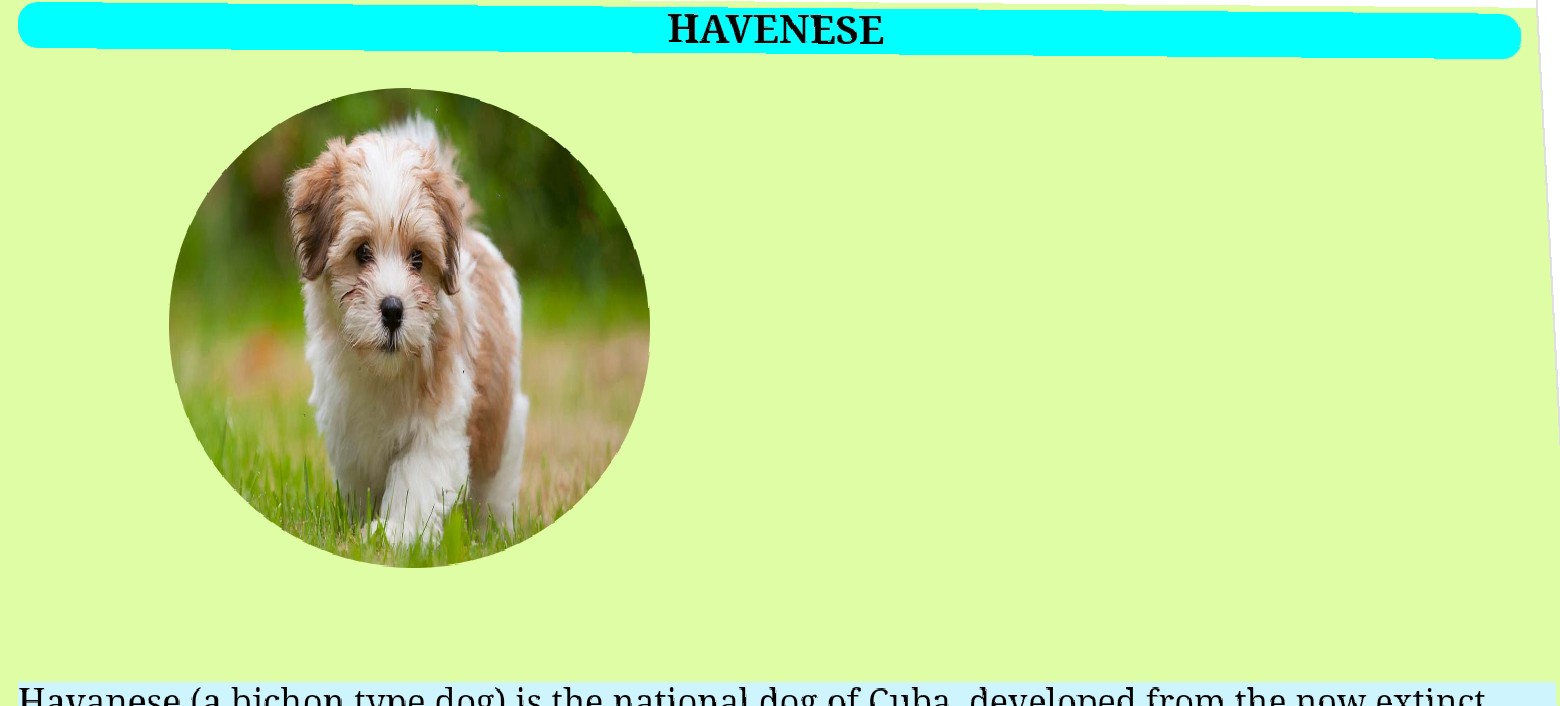 HAVENESE
Havanese (a bichon type dog) is the national dog of Cuba, developed from the now extinct